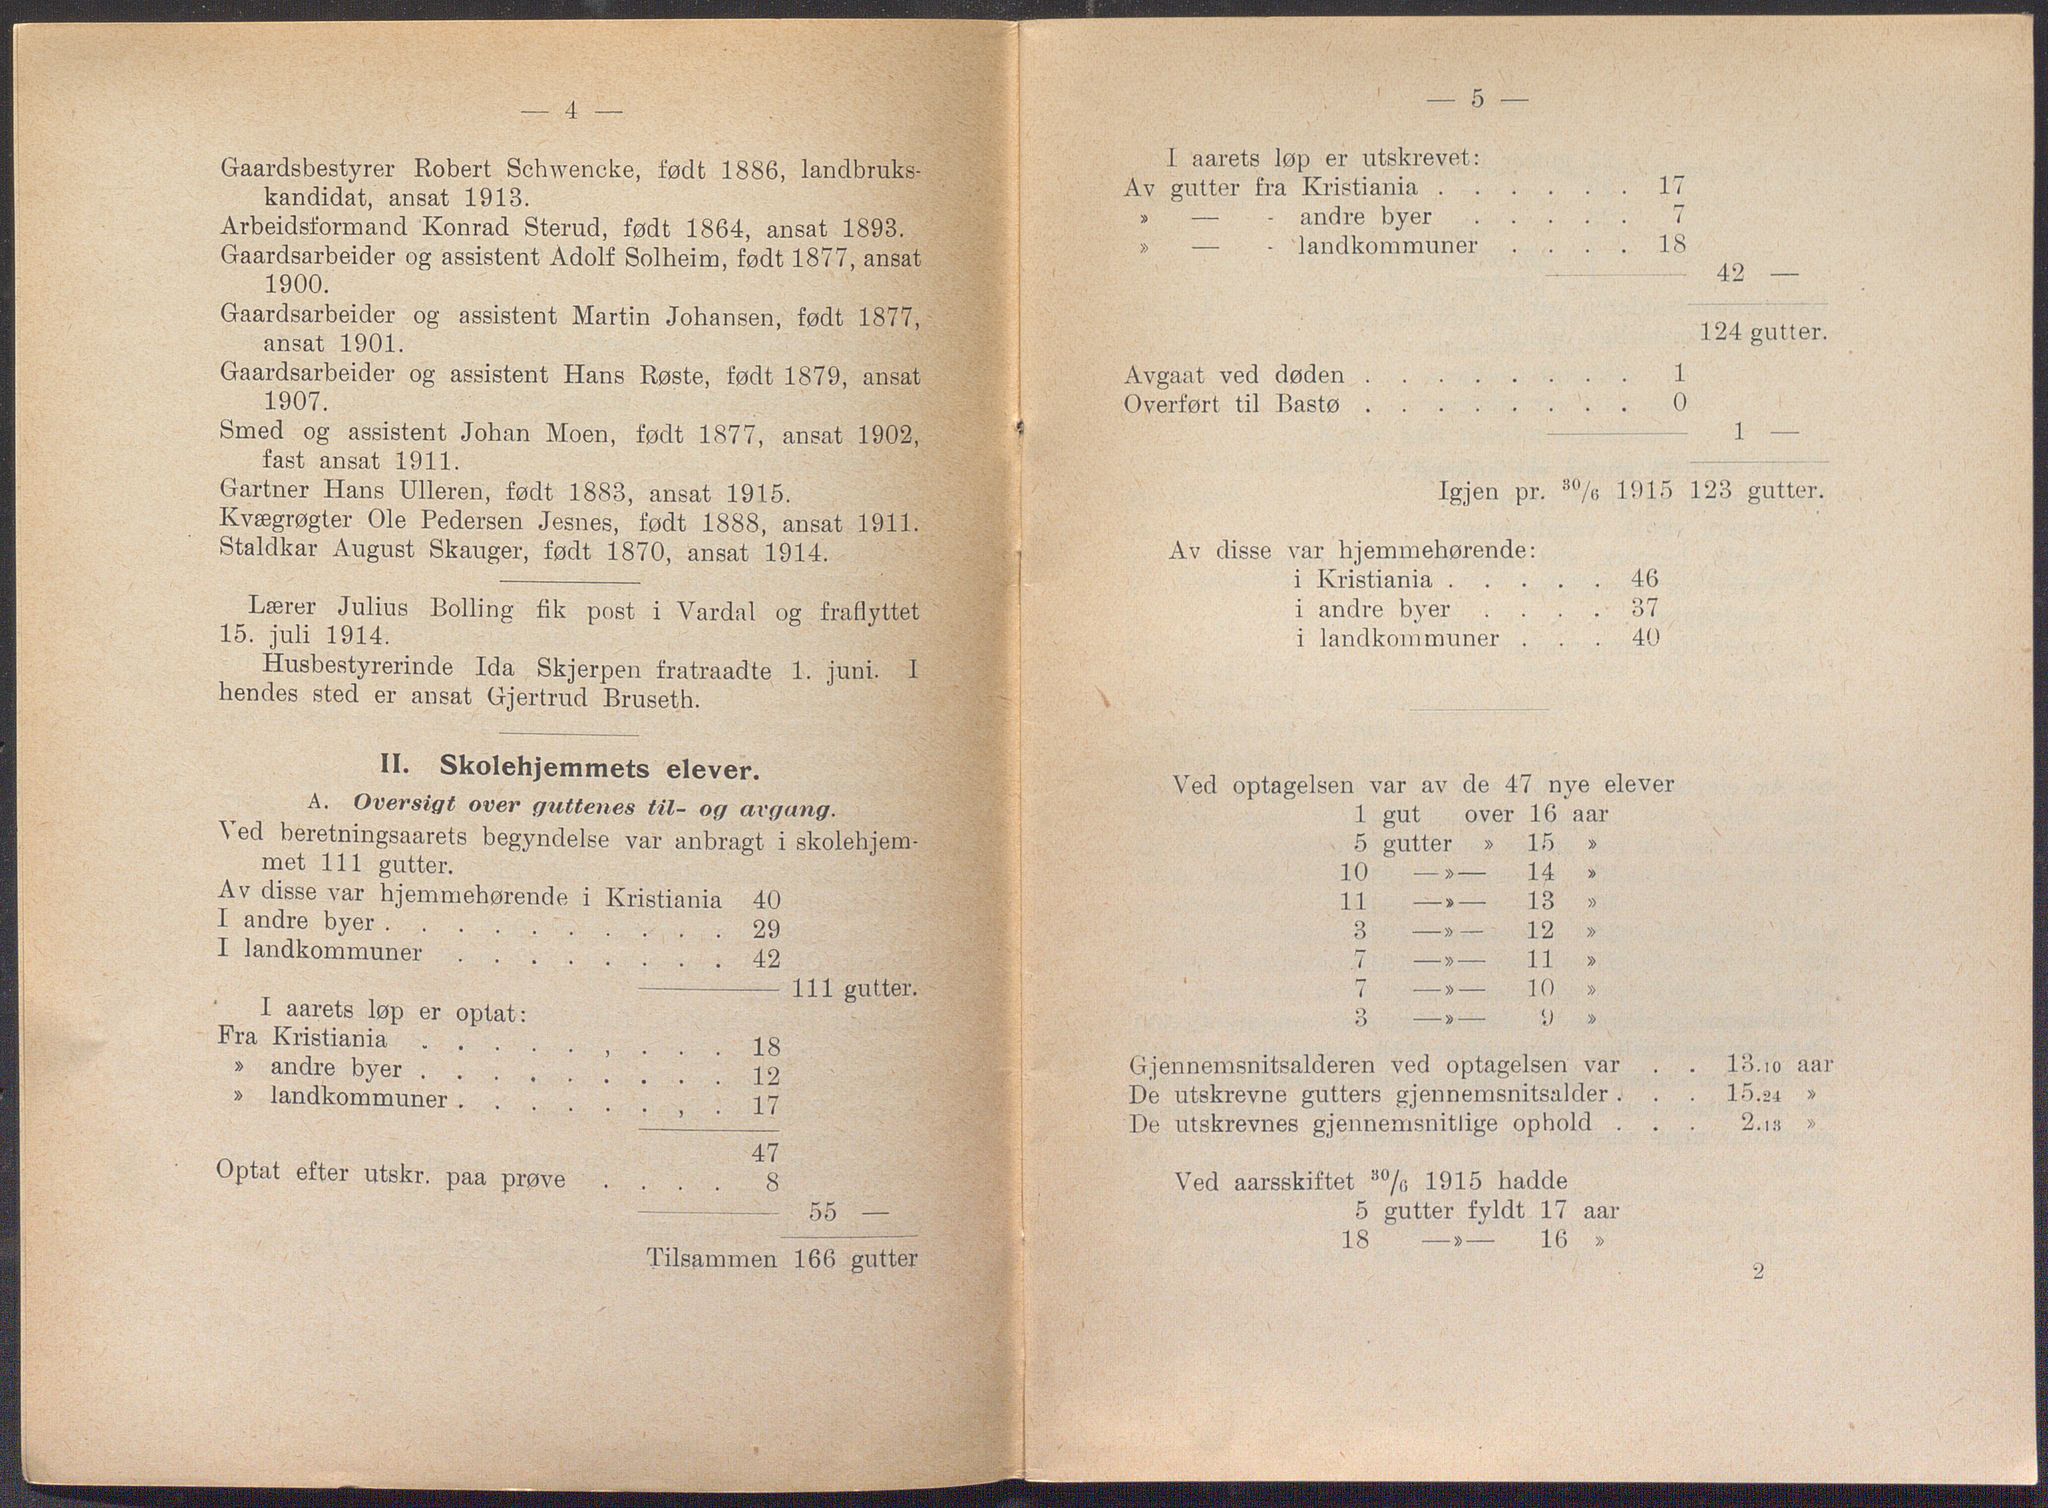 — 4 —
Gaardsbestyrer Robert Schwencke, født 1886, landbruks-
kandidat, ansat 1913.
Arbeidsformand Konrad Sterud, født 1864, ansat 1893.
Gaardsarbeider og assistent Adolf Solheim, født 1877, ansat
1900.
Gaardsarbeider og assistent Martin Johansen, født 1877,
ansat 1901.
Gaardsarbeider og assistent Hans Røste, født 1879, ansat
1907.
Smed og assistent Johan Moen, født 1877, ansat 1902,
fast ansat 1911.
Gartner Hans Ulleren, født 1883, ansat 1915.
Kvægrøgter Ole Pedersen Jesnes, født 1888, ansat 1911.
Staldkar August Skauger, født 1870, ansat 1914.
Lærer Julius Bolling fik post i Vardal og fraflyttet
15. juli 1914.
Husbestyrerinde Ida Skjerpen fratraadte 1. juni. I
hendes sted er ansat Gjertrud Bruseth.
II. Skolehjemmets elever.
A. Oversigt over guttenes til- og avgang.
Ved beretningsaarets begyndelse var anbragt i skolehjem-
met 111 gutter.
Av disse var hjemmehørende i Kristiania 40
I andre byer . . . . . . . . . . 29
I landkommuner . . . . . . . . 42
111 gutter.
I aarets løp er optat:
Fra Kristiania . . . . . , . . . 18
» andre byer . . . . . . . . . 12
» landkommuner . . . . . . , . 17
47
Optat efter utskr. paa prøve . . . . 8
55 —
Tilsammen 166 gutter
— 5 —
I aarets løp er utskrevet:
Av gutter fra Kristiania . . . . . . 17
» — - andre byer . . . . . 7
» — - landkommuner . . . . 18
42 —
124 gutter.
Avgaat ved døden . . . . . . . . 1
Overført til Bastø . . . . . . . . 0
1 —
Igjen pr. ³⁰/₆ 1915 123 gutter.
Av disse var hjemmehørende:
i Kristiania . . . . . 46
i andre byer . . . . 37
i landkommuner . . . 40
Ved optagelsen var av de 47 nye elever
1 gut over 16 aar
5 gutter » 15 »
10 —»— 14 »
11 —»— 13 »
3 —»— 12 »
7 —»— 11 »
7 —»— 10 »
3 —»— 9 »
Gjennemsnitsalderen ved optagelsen var . . 13.10 aar
De utskrevne gutters gjennemsnitsalder . . . 15.24 »
De utskrevnes gjennemsnitlige ophold . . . 2.13 »
Ved aarsskiftet ³⁰/₆ 1915 hadde
5 gutter fyldt 17 aar
18 —»— 16 »
2